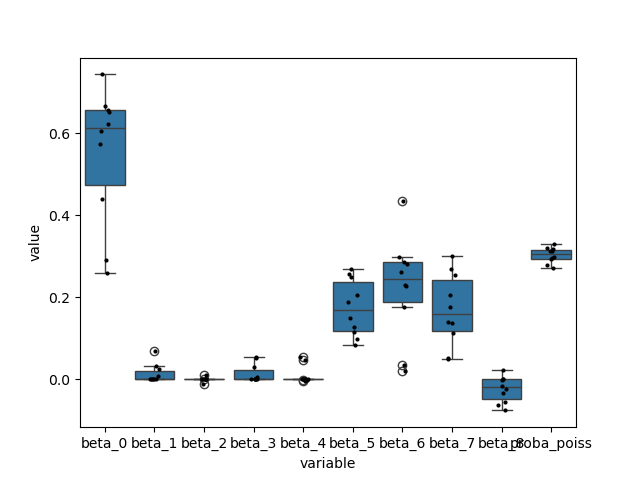 value
0.6
0.4
0.2
0.0
beta_0 beta_1 beta_2 beta_3 beta_4 beta_5 beta_6 beta_7 beta_8 proba_poiss
variable